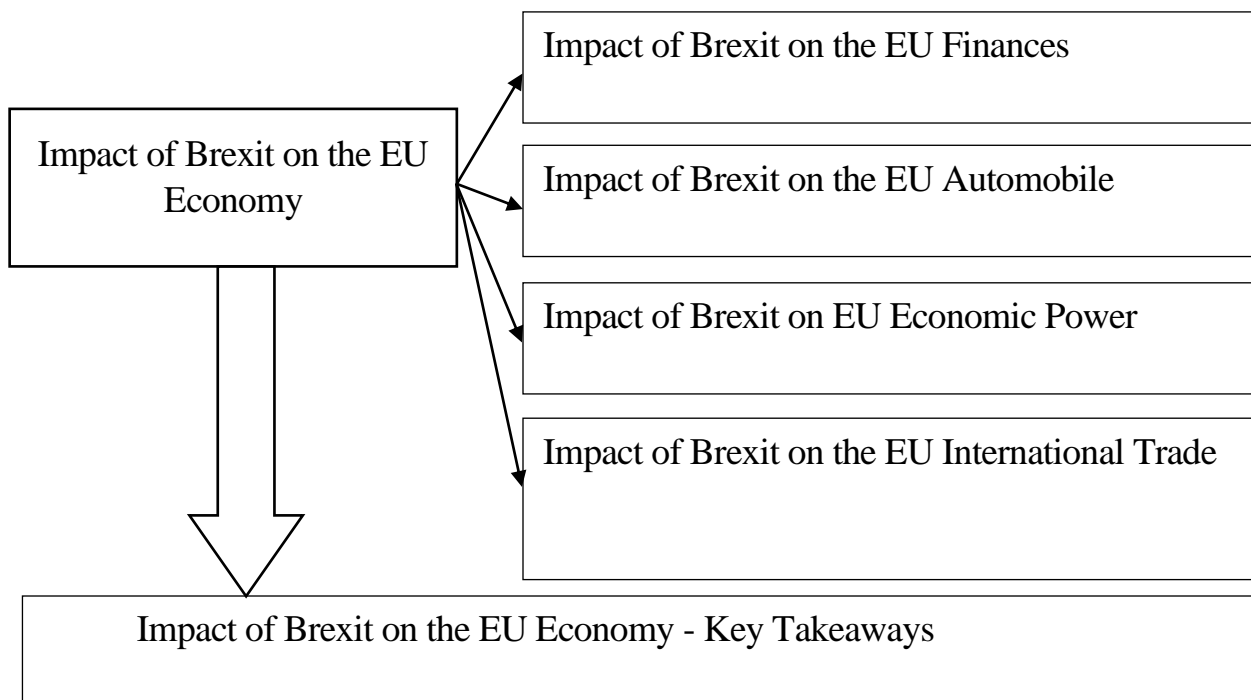 Impact of Brexit on the EU Finances
Impact of Brexit on the EU
Economy
Impact of Brexit on the EU Automobile
Impact of Brexit on EU Economic Power
Impact of Brexit on the EU International Trade
Impact of Brexit on the EU Economy - Key Takeaways